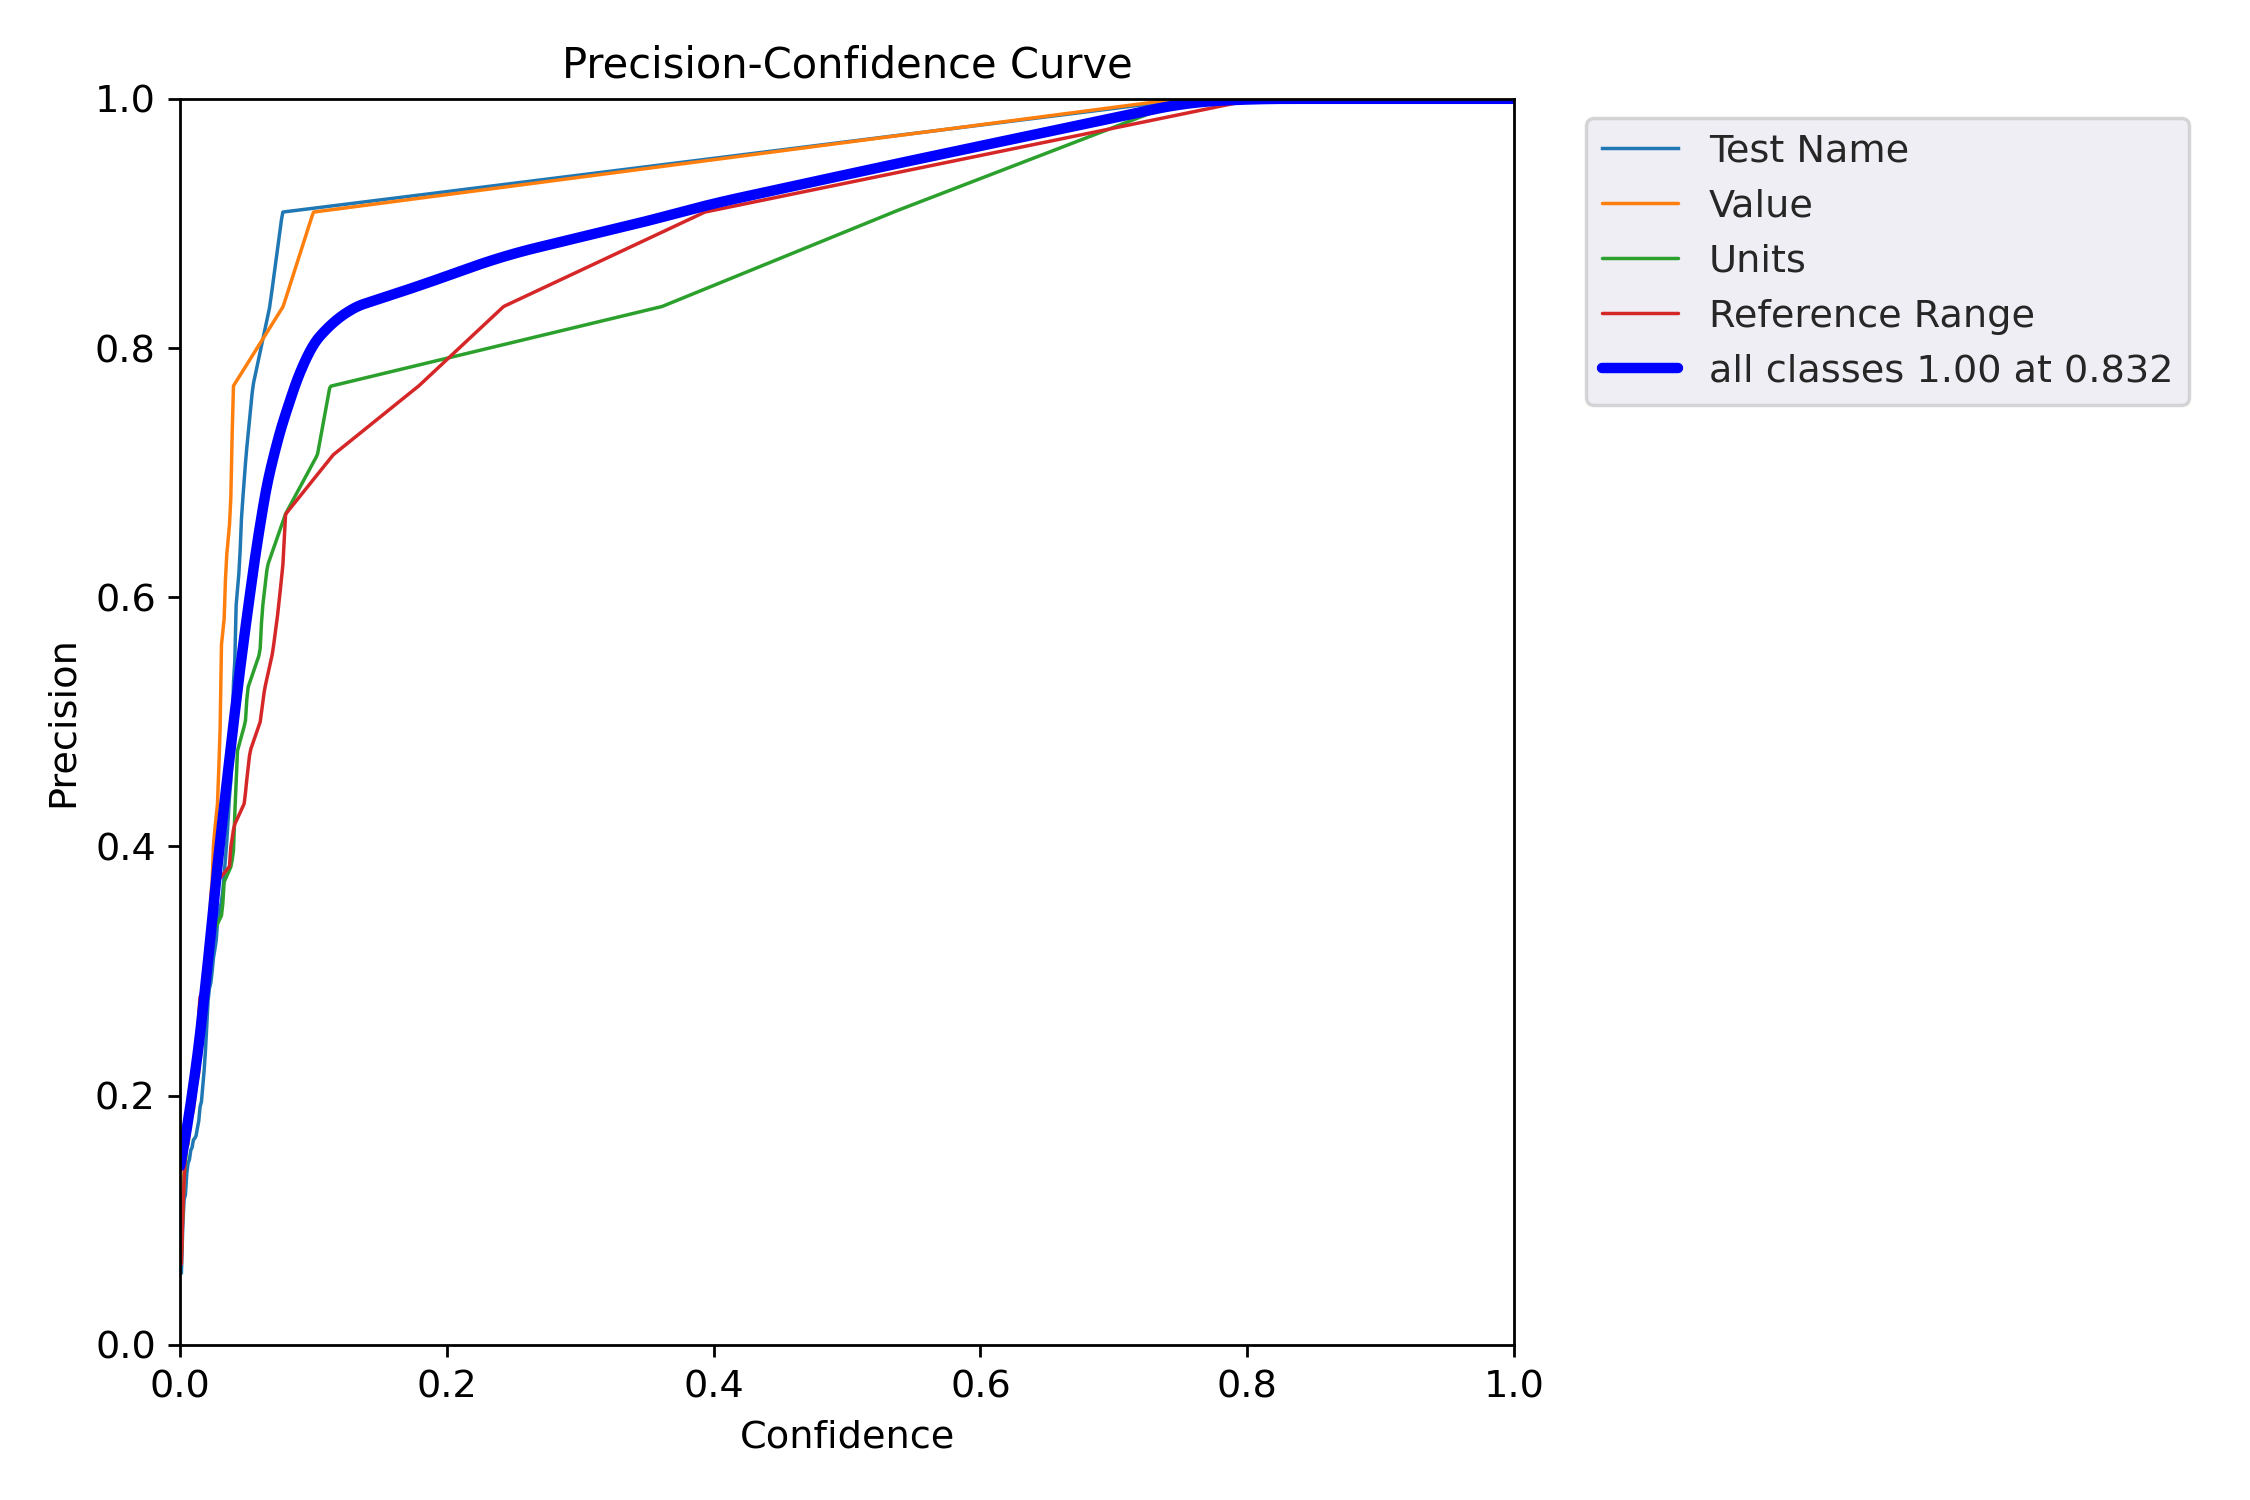 Precision-Confidence Curve
1.0
0.8
0.6
0.4
0.2
0.0
Precision
0.0 0.2 0.4 0.6 0.8 1.0
Confidence
Test Name
Value
Units
Reference Range
all classes 1.00 at 0.832